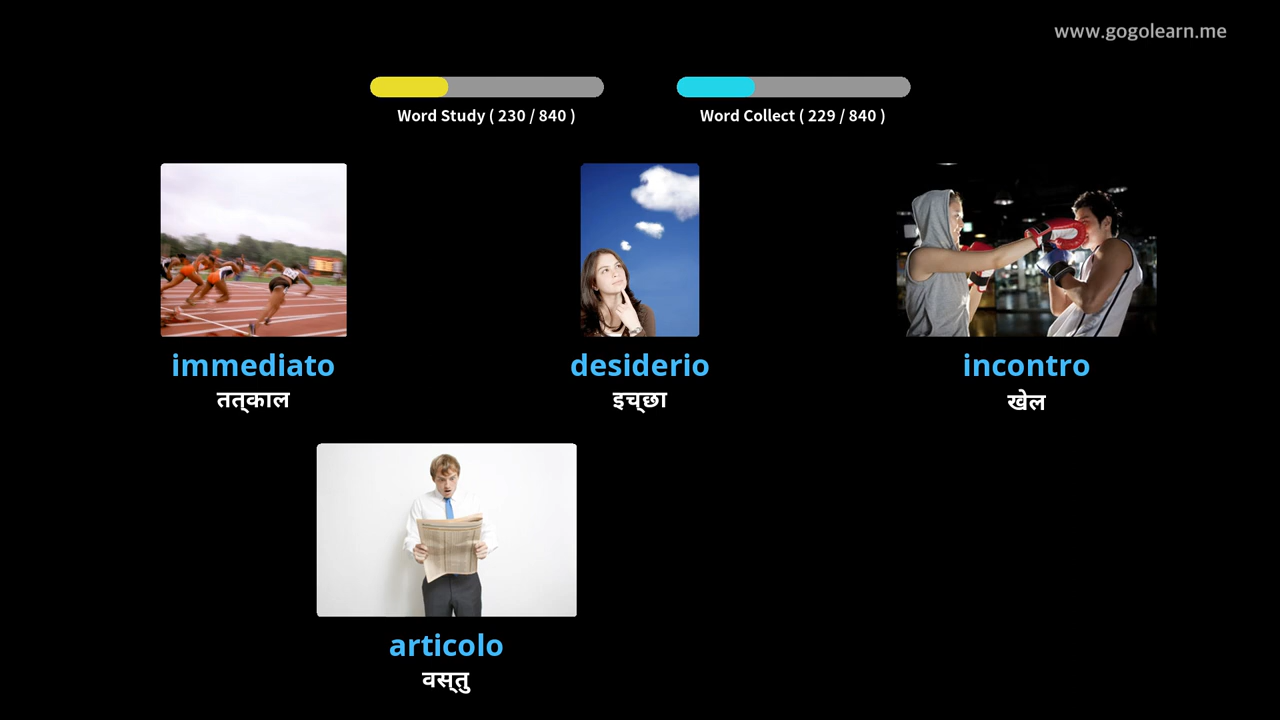 www.gogolearn.me
Word Study ( 230 / 840 )
Word Collect ( 229 / 840 )
immediato
तत्काल
desiderio
इच्छा
incontro
खेल
articolo
वस्तु